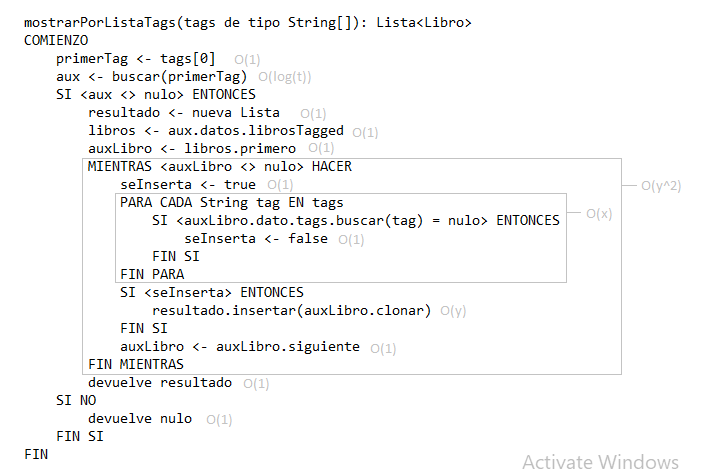 mostrarPorListaTags(tags de tipo String[]): Lista<Libro>
COMIENZO
primerTag <- tags[0] O(1)
aux <- buscar(primerTag) O(log(t))
SI <aux <> nulo> ENTONCES
resultado <- nueva Lista O(1)
libros <- aux.datos.librosTagged O(1)
auxLibro <- libros.primero O(1)
MIENTRAS <auxLibro <> nulo> HACER
seInserta <- true O(1) O(y^2)
PARA CADA String tag EN tags
SI <auxLibro.dato.tags.buscar(tag) = nulo> ENTONCES O(x)
seInserta <- false O(1)
FIN SI
FIN PARA
SI <seInserta> ENTONCES
resultado.insertar(auxLibro.clonar) O(y)
FIN SI
auxLibro <- auxLibro.siguiente O(1)
FIN MIENTRAS
devuelve resultado O(1)
SI NO
devuelve nulo O(1)
FIN SI
FIN
Activate Windows